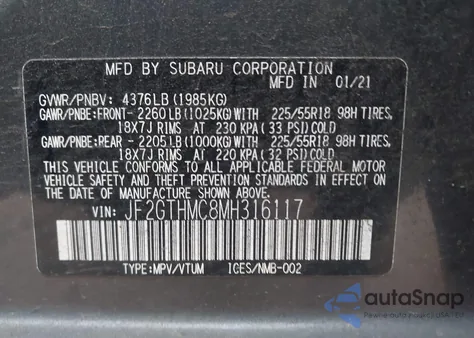 MFD BY SUBARU CORPORATION
MFD IN 01/21
GVWR/PNBV: 4376LB(1985KG)
GAWR/PNBE:FRONT-2260LB(1025KG)WITH 225/55R18 98H TIRES,
18X7J RIMS AT 230 KPA(33 PSI)COLD
GAWR/PNBE:REAR -2205LB(1000KG)WITH 225/55R18 98H TIRES,
18X7J RIMS AT 220 KPA(32 PSI)COLD
THIS VEHICLE CONFORMS TO ALL APPLICABLE FEDERAL MOTOR
VEHICLE SAFETY AND BUMPER STANDARDS IN EFFECT ON
THE DATE OF MANUFACTURE SHOWN ABOVE.
VIN: JF2GTHMC8MH316117
TYPE:MPV/VTUM ICES/NMB-002
autoSnap
WWW.AUTOSNAP.IO